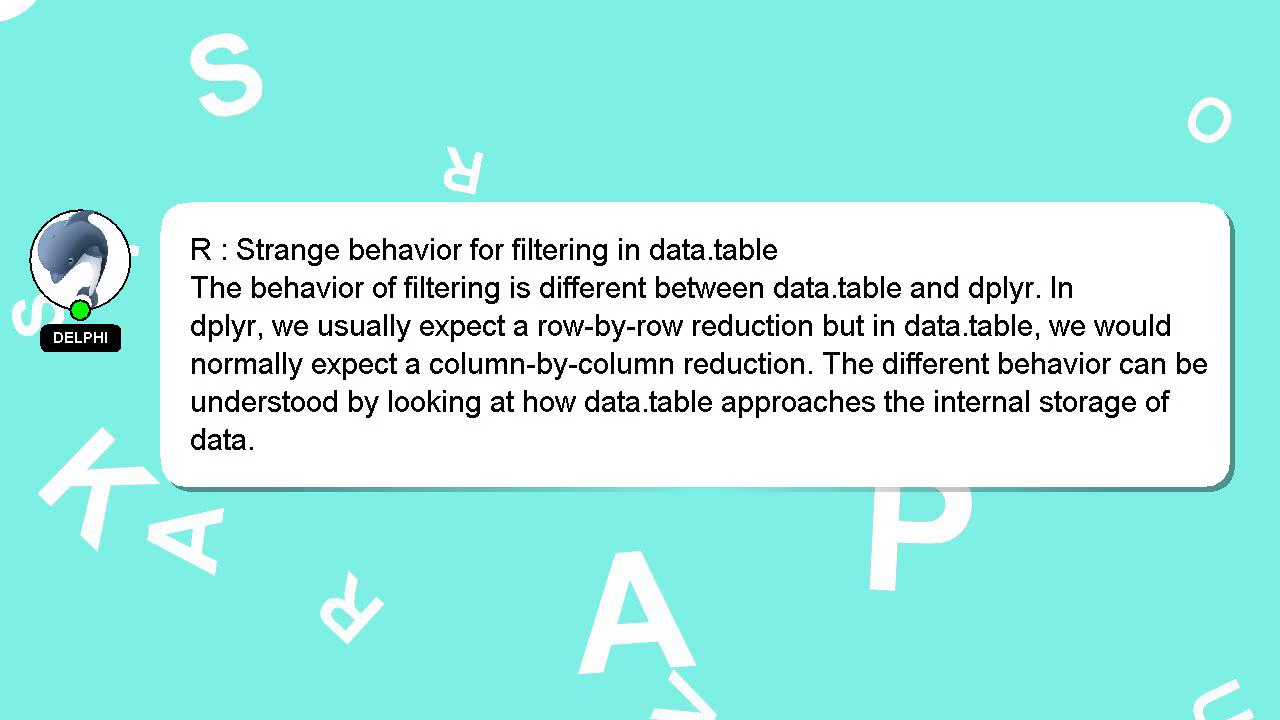 S
O
R
R : Strange behavior for filtering in data.table
The behavior of filtering is different between data.table and dplyr. In
dplyr, we usually expect a row-by-row reduction but in data.table, we would
normally expect a column-by-column reduction. The different behavior can be
understood by looking at how data.table approaches the internal storage of
data.
DELPHI
S
K
A
P
R
A
V
U